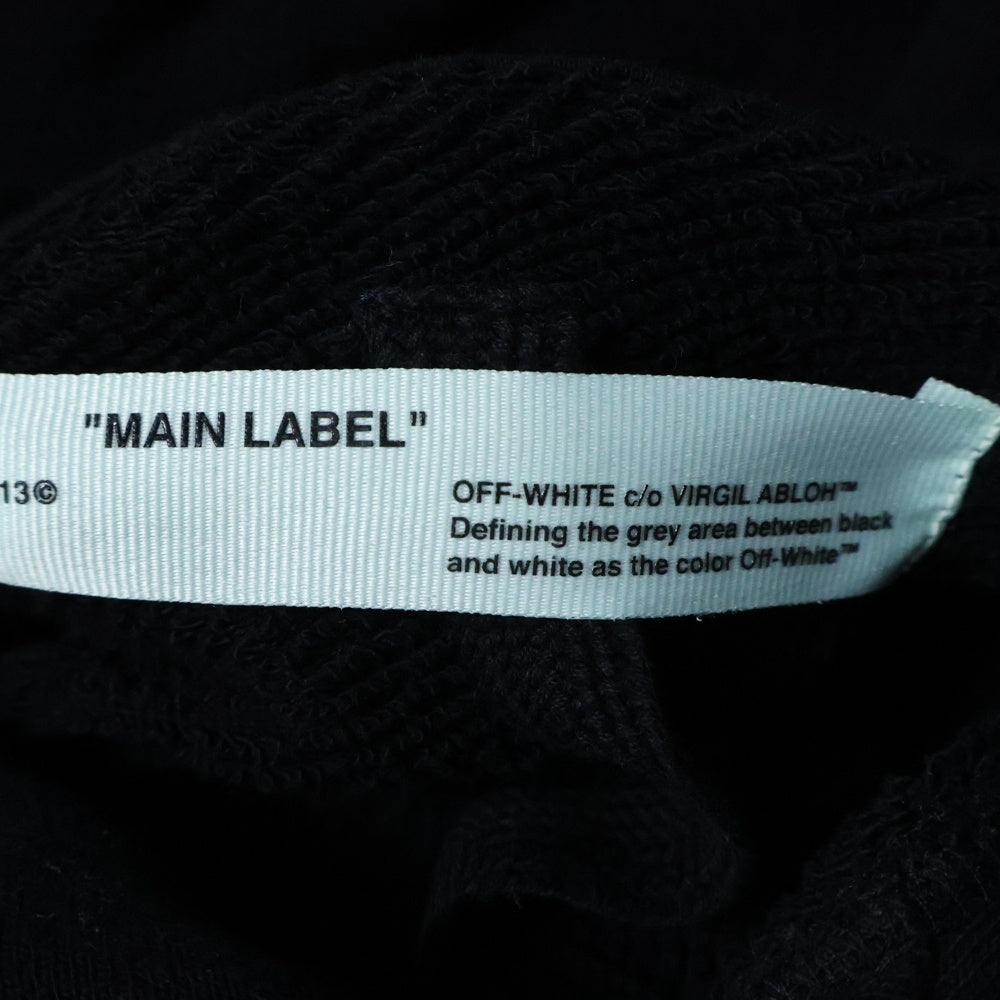 "MAIN LABEL"
13©
OFF-WHITE c/o VIRGIL ABLOH™
Defining the grey area between black
and white as the color Off-White™